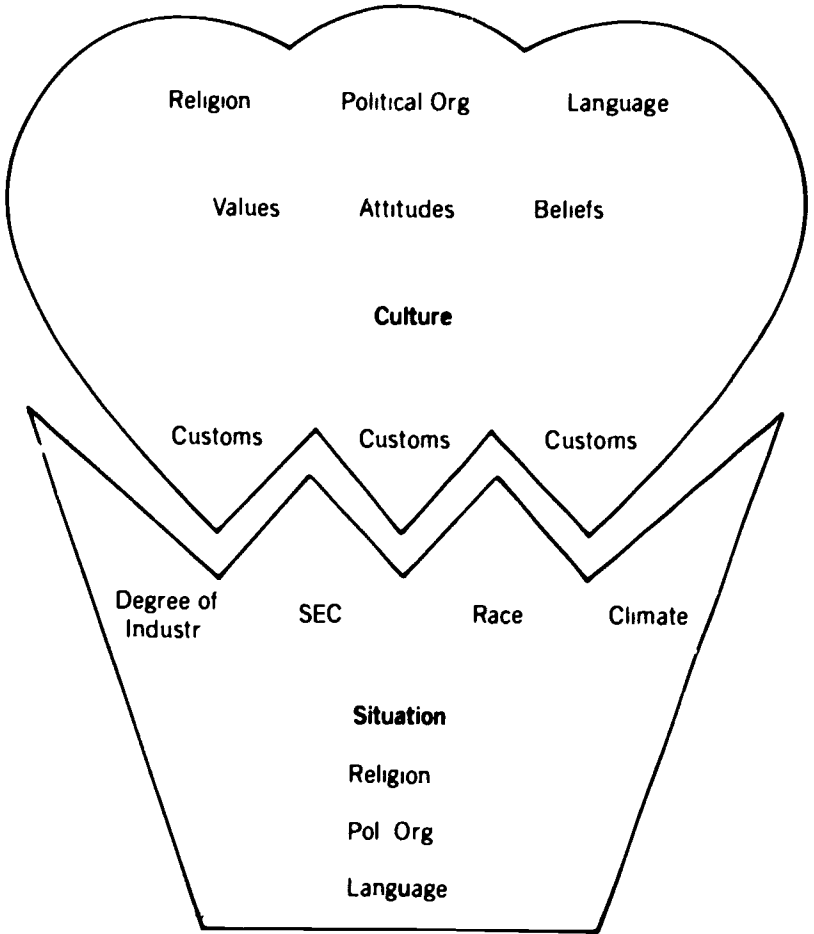 Religion Political Org Language
Values Attitudes Beliefs
Culture
Customs Customs Customs
Degree of
Industr SEC Race Climate
Situation
Religion
Pol Org
Language